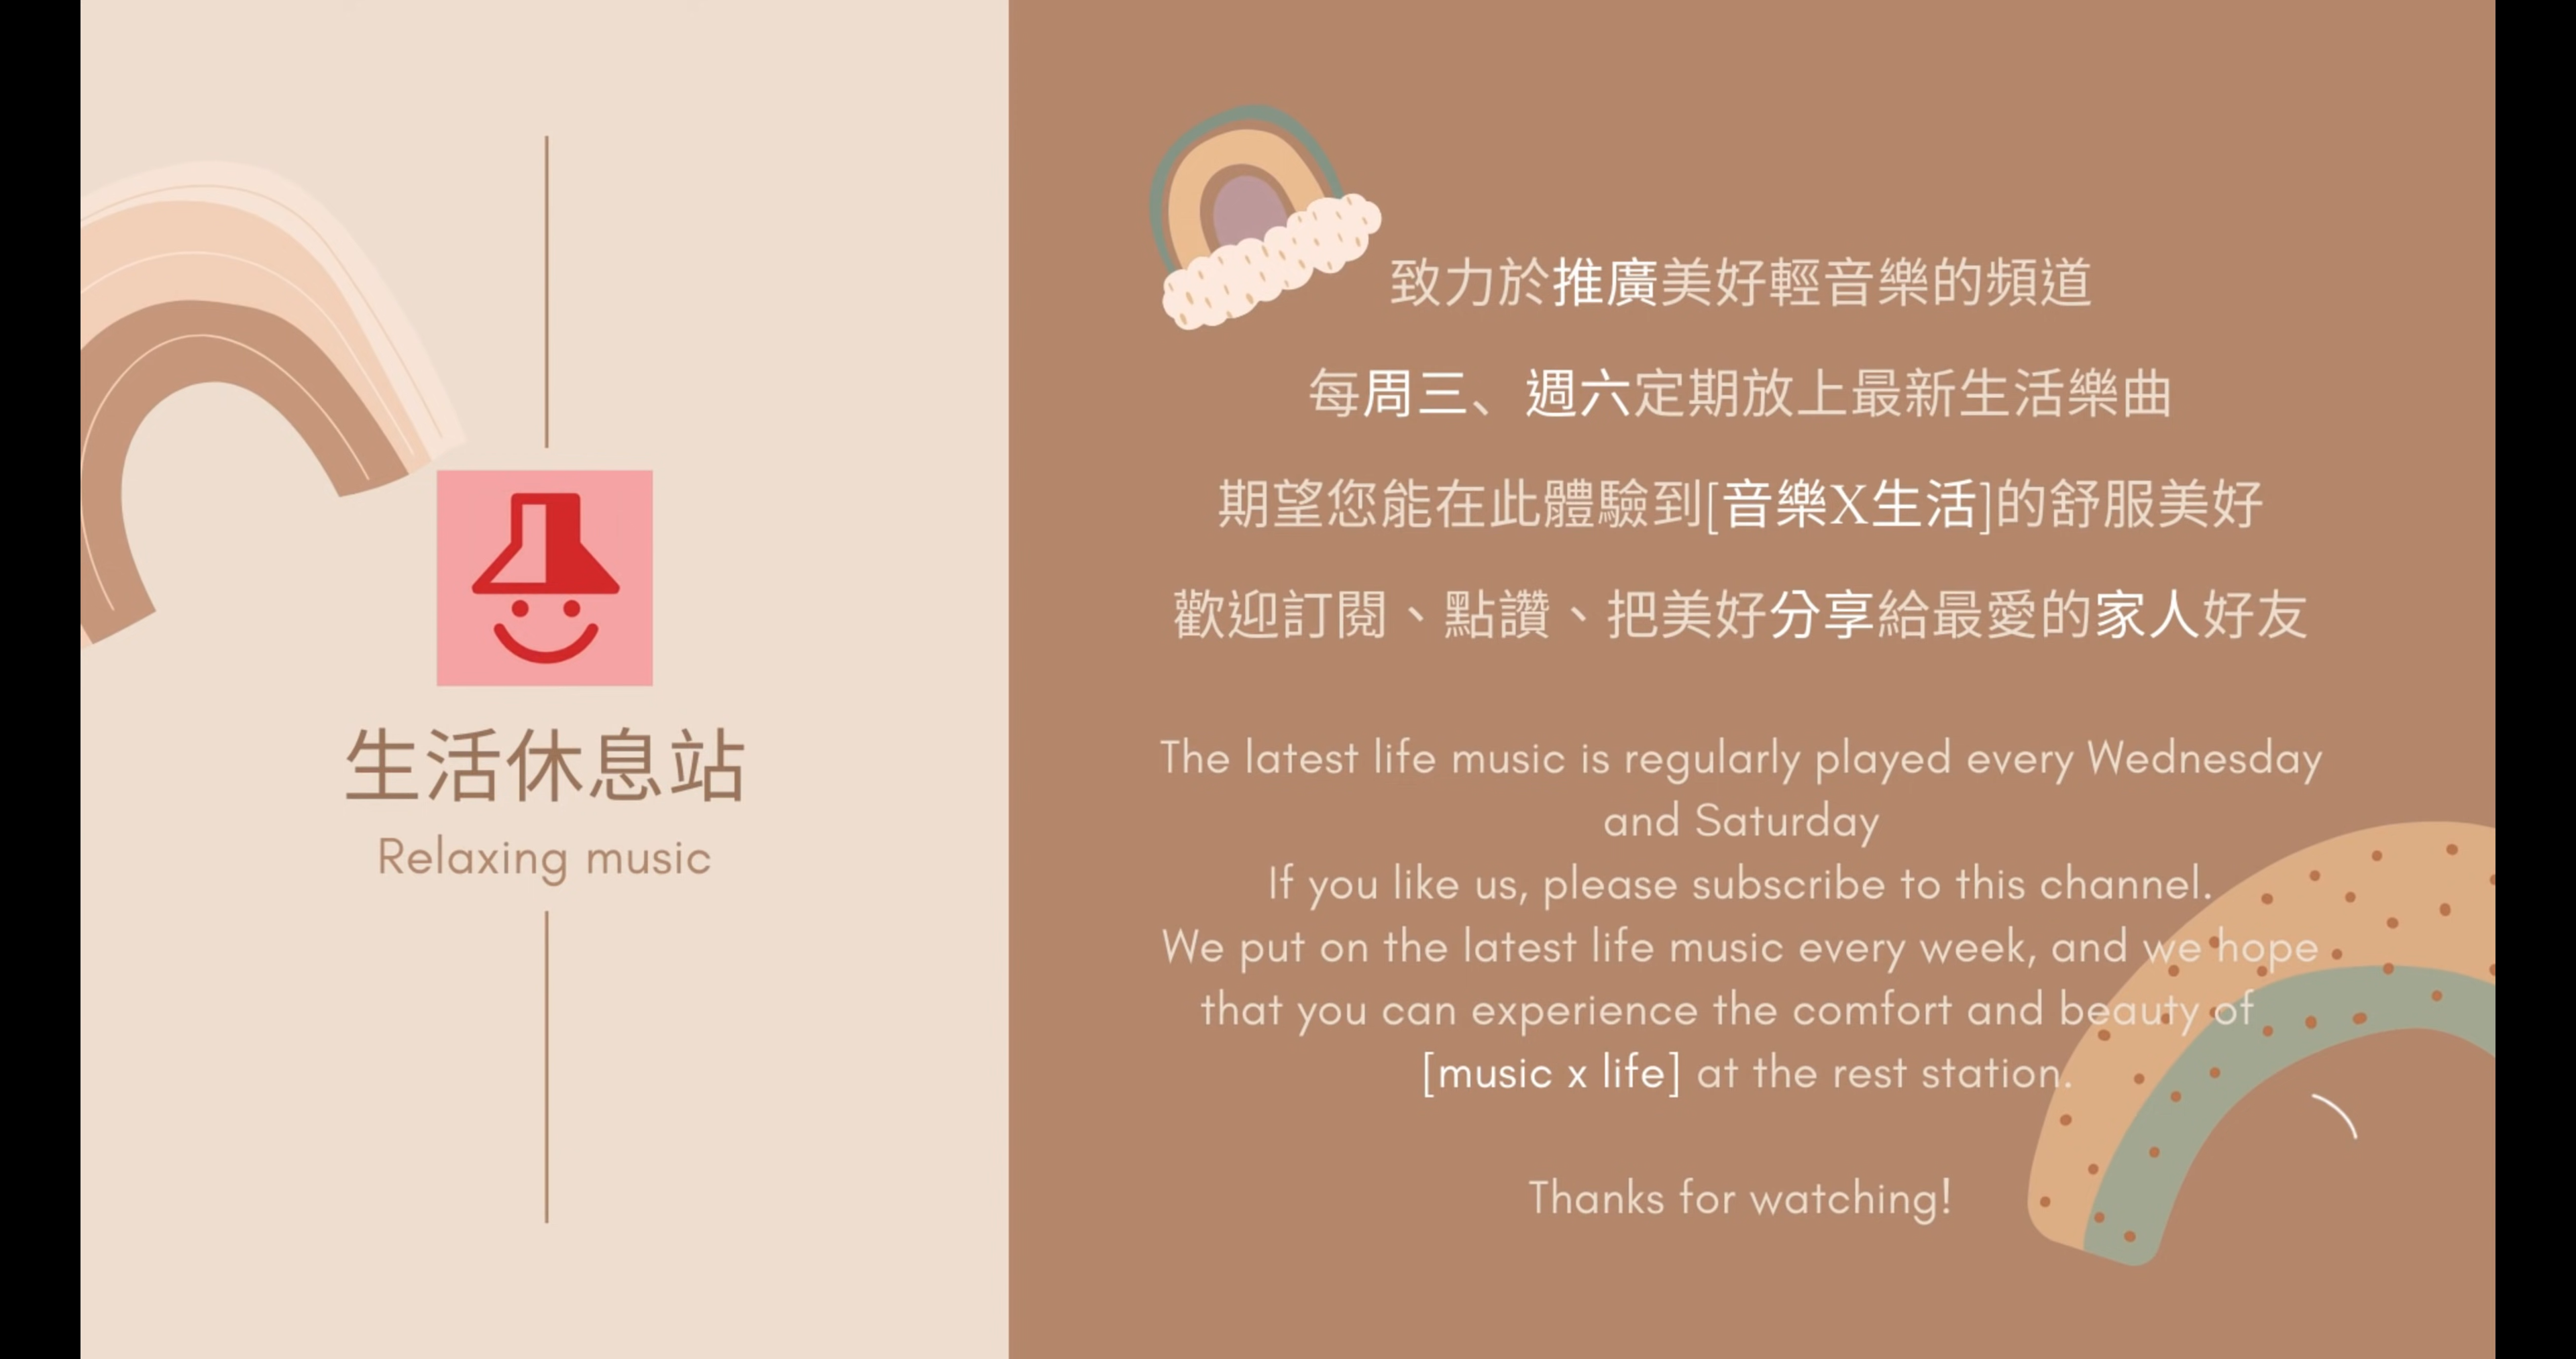 生活休息站
Relaxing music
致力於推廣美好輕音樂的頻道
每周三、週六定期放上最新生活樂曲
期望您能在此體驗到[音樂X生活]的舒服美好
歡迎訂閱、點讚、把美好分享給最愛的家人好友
The latest life music is regularly played every Wednesday
and Saturday
If you like us, please subscribe to this channel.
We put on the latest life music every week, and we hope
that you can experience the comfort and beauty of
[music x life] at the rest station.
Thanks for watching!